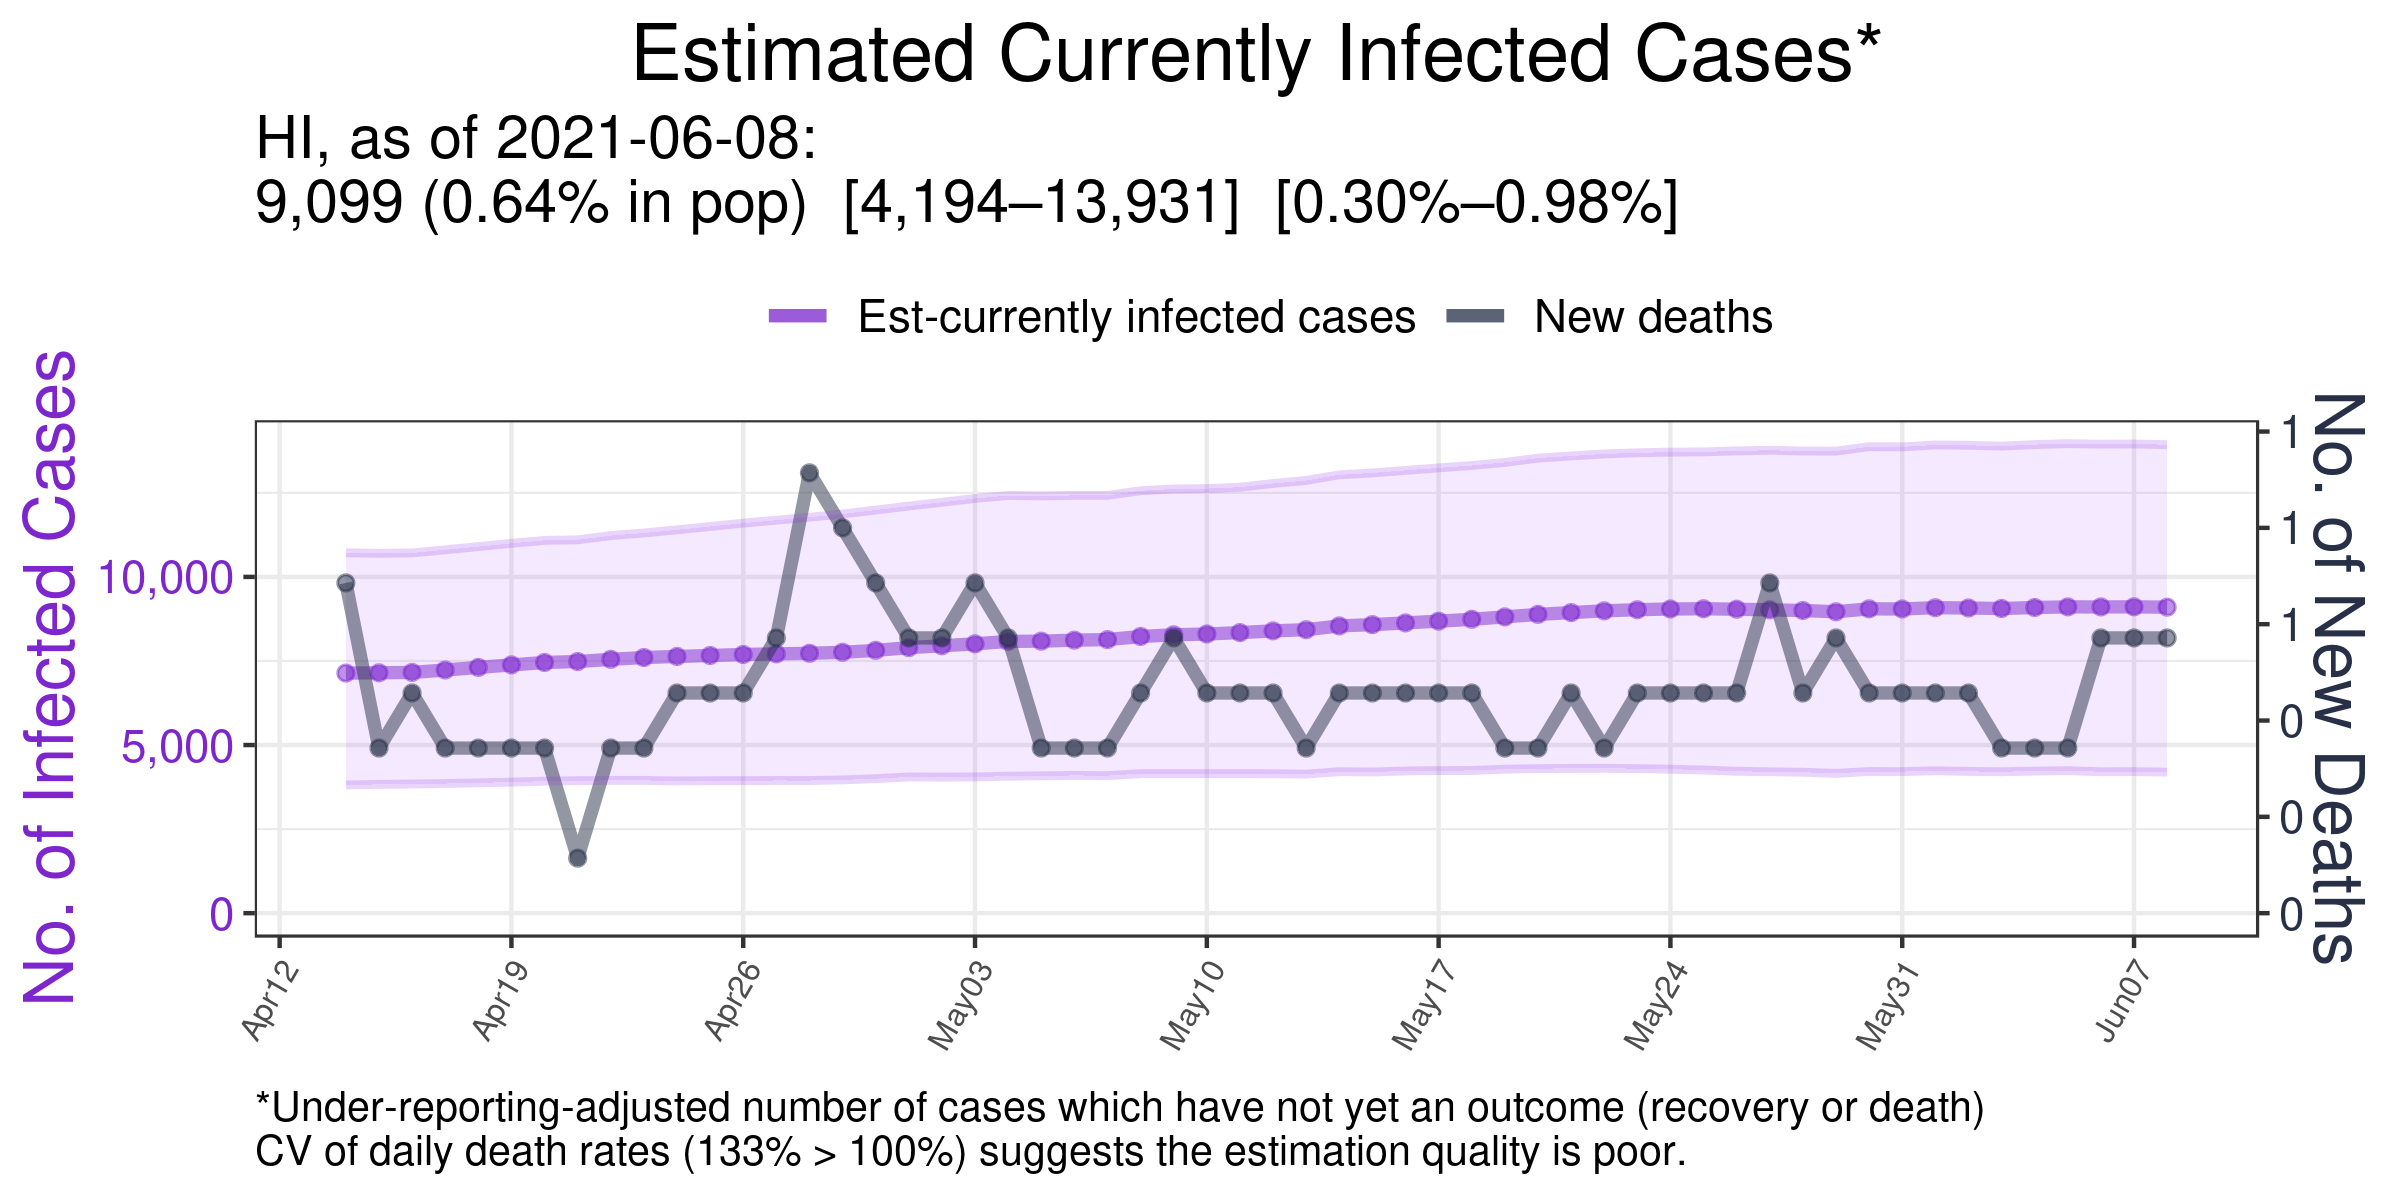 Estimated Currently Infected Cases*
HI, as of 2021-06-08:
9,099 (0.64% in pop) [4,194–13,931] [0.30%–0.98%]
Est-currently infected cases
New deaths
No. of Infected Cases
10,000
5,000
0
1
1
1
0
0
0
No. of New Deaths
Apr12
Apr19
Apr26
May03
May10
May17
May24
May31
Jun07
*Under-reporting-adjusted number of cases which have not yet an outcome (recovery or death)
CV of daily death rates (133% > 100%) suggests the estimation quality is poor.